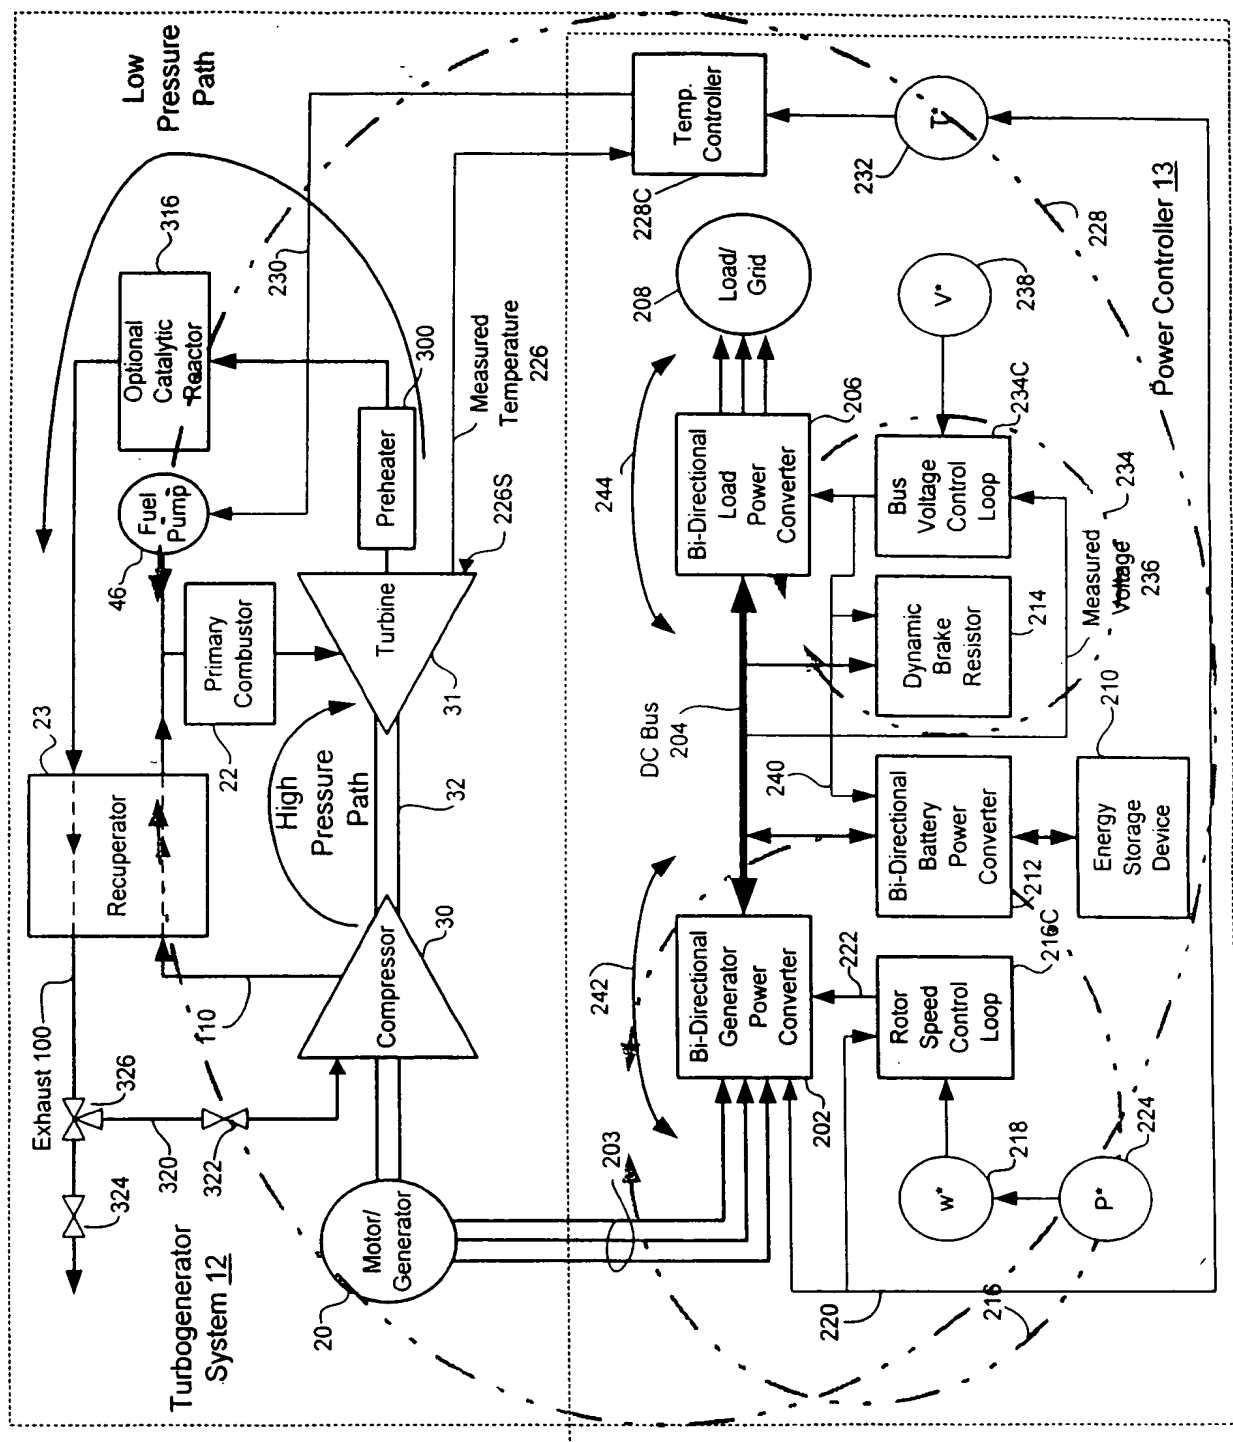 Turbogenerator
System 12
324
Exhaust 100
326
320
322
110
Recuperator
23
Low
Pressure
Path
316
Optional
Catalytic
Reactor
230
Fuel
Pump
46
Primary
Combustor
22
High
Pressure
Path
Motor/
Generator
20
Compressor
30
32
Turbine
31
Preheater
300
226S
Measured
Temperature
226
203
242
244
Bi-Directional
Generator
Power
Converter
202
DC Bus
204
Bi-Directional
Load
Power
Converter
206
Load/
Grid
208
Temp.
Controller
228C
T*
232
222
240
Rotor
Speed
Control
Loop
216C
Bi-Directional
Battery
Power
Converter
212
Dynamic
Brake
Resistor
214
Bus
Voltage
Control
Loop
234C
V*
238
w*
218
P*
224
220
216
Energy
Storage
Device
210
Measured
Voltage
236
234
228
Power Controller 13